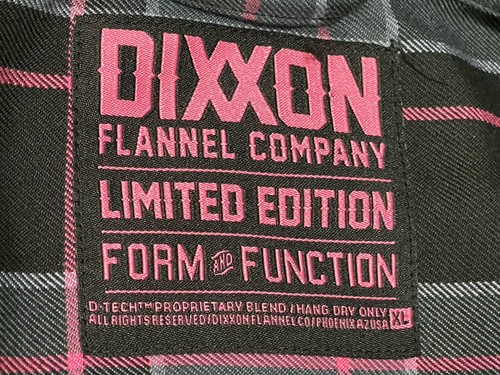 DIXXON
FLANNEL COMPANY
LIMITED EDITION
FORM AND FUNCTION
D-TECH™ PROPRIETARY BLEND / HANG DRY ONLY
ALL RIGHTS RESERVED/DIXXON FLANNEL CO/PHOENIX AZ USA XL